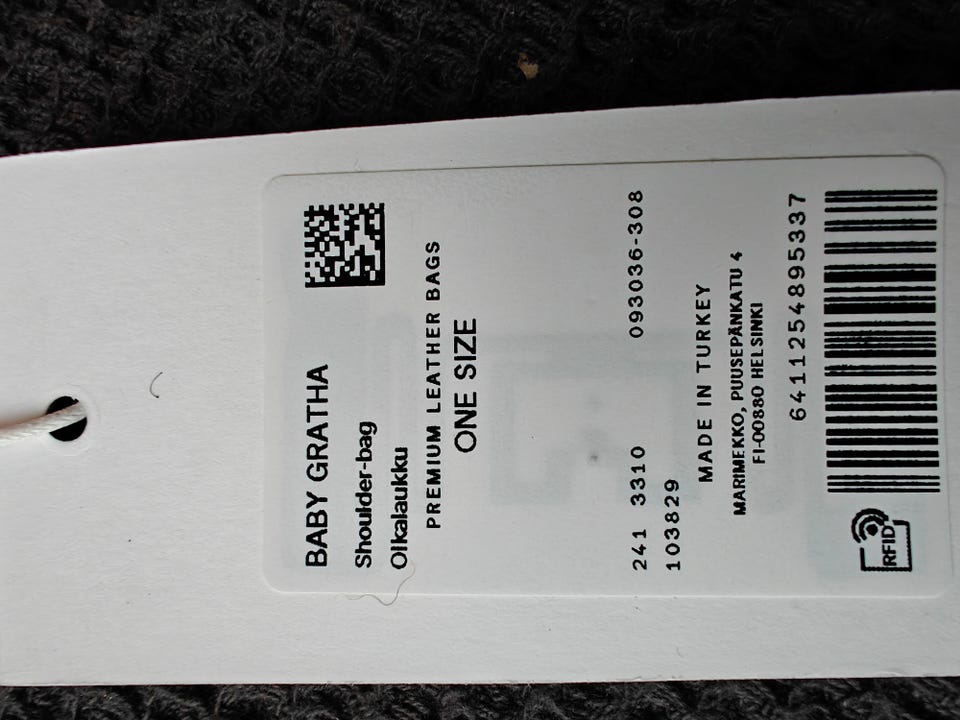 BABY GRATHA
Shoulder-bag
Olkalaukku
PREMIUM LEATHER BAGS
ONE SIZE
241 3310 093036-308
103829
MADE IN TURKEY
MARIMEKKO, PUUSEPÄNKATU 4
FI-00880 HELSINKI
6411254895337
RFID